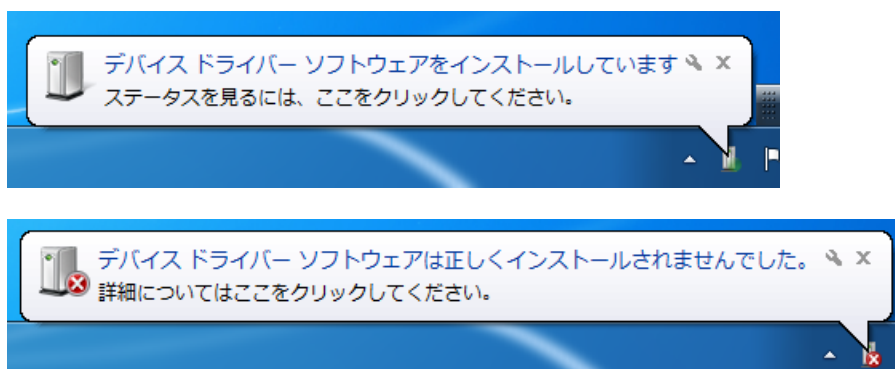 デバイス ドライバー ソフトウェアをインストールしています
ステータスを見るには、ここをクリックしてください。
デバイス ドライバー ソフトウェアは正しくインストールされませんでした。
詳細についてはここをクリックしてください。